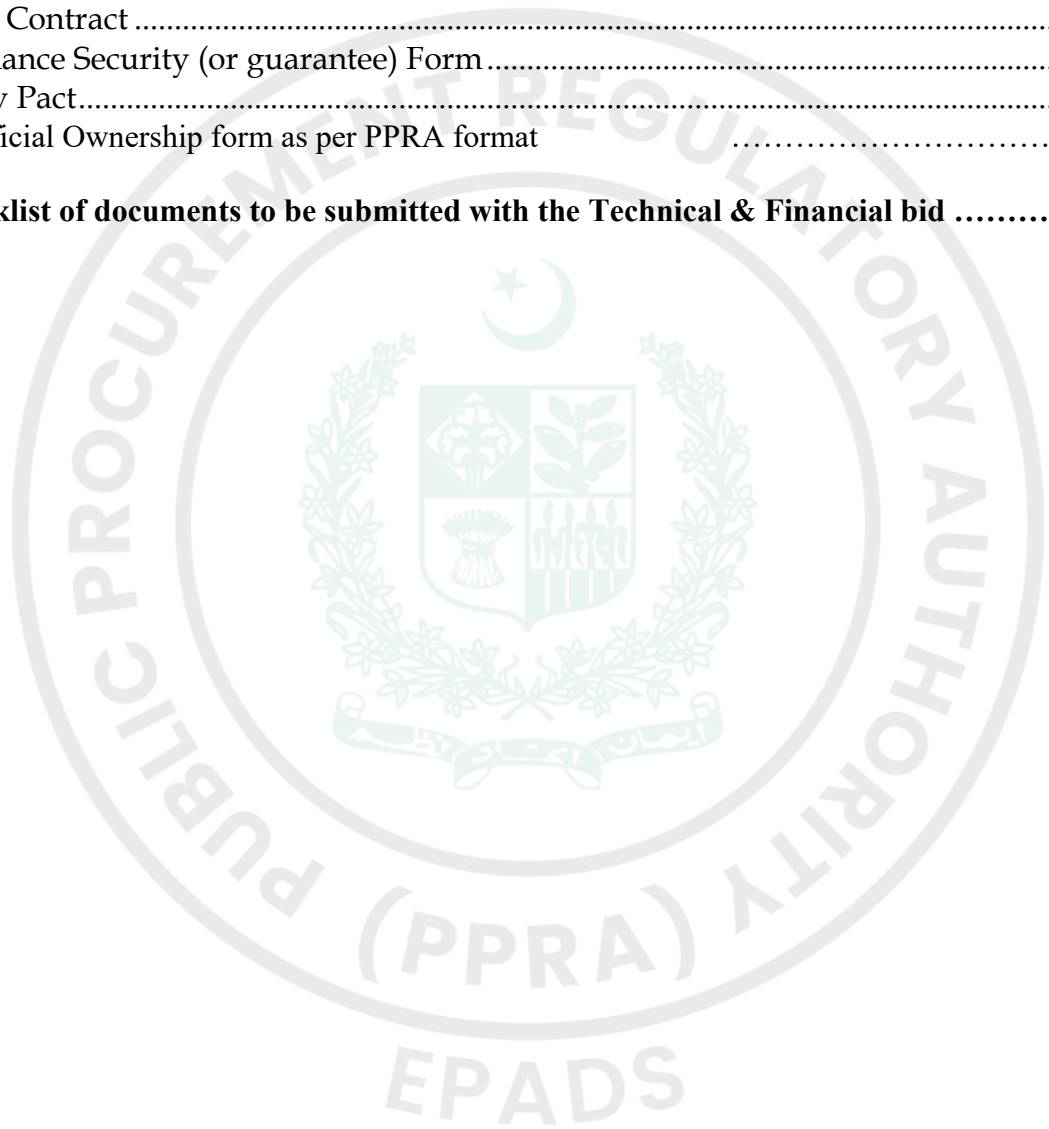 Contract ........................................................................................................................
ance Security (or guarantee) Form ........................................................................
y Pact.............................................................................................................................
icial Ownership form as per PPRA format ..............................
klist of documents to be submitted with the Technical & Financial bid .........
PUBLIC PROCUREMENT REGULATORY AUTHORITY
(PPRA)
EPADS